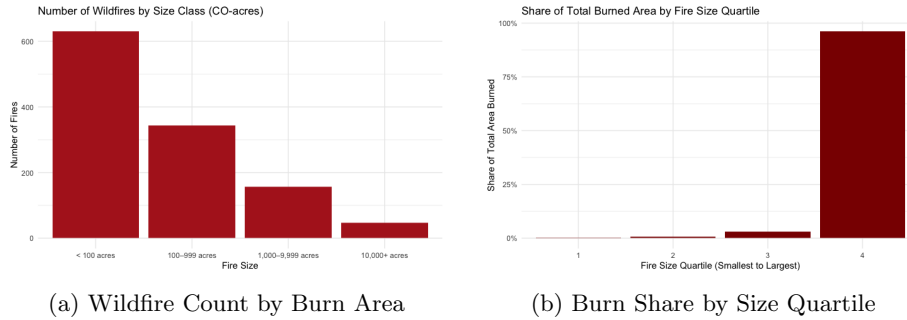 Number of Wildfires by Size Class (CO-acres)
Number of Fires
600
400
200
0
< 100 acres
100–999 acres
1,000–9,999 acres
10,000+ acres
Fire Size
(a) Wildfire Count by Burn Area
Share of Total Burned Area by Fire Size Quartile
Share of Total Area Burned
100%
75%
50%
25%
0%
1
2
3
4
Fire Size Quartile (Smallest to Largest)
(b) Burn Share by Size Quartile